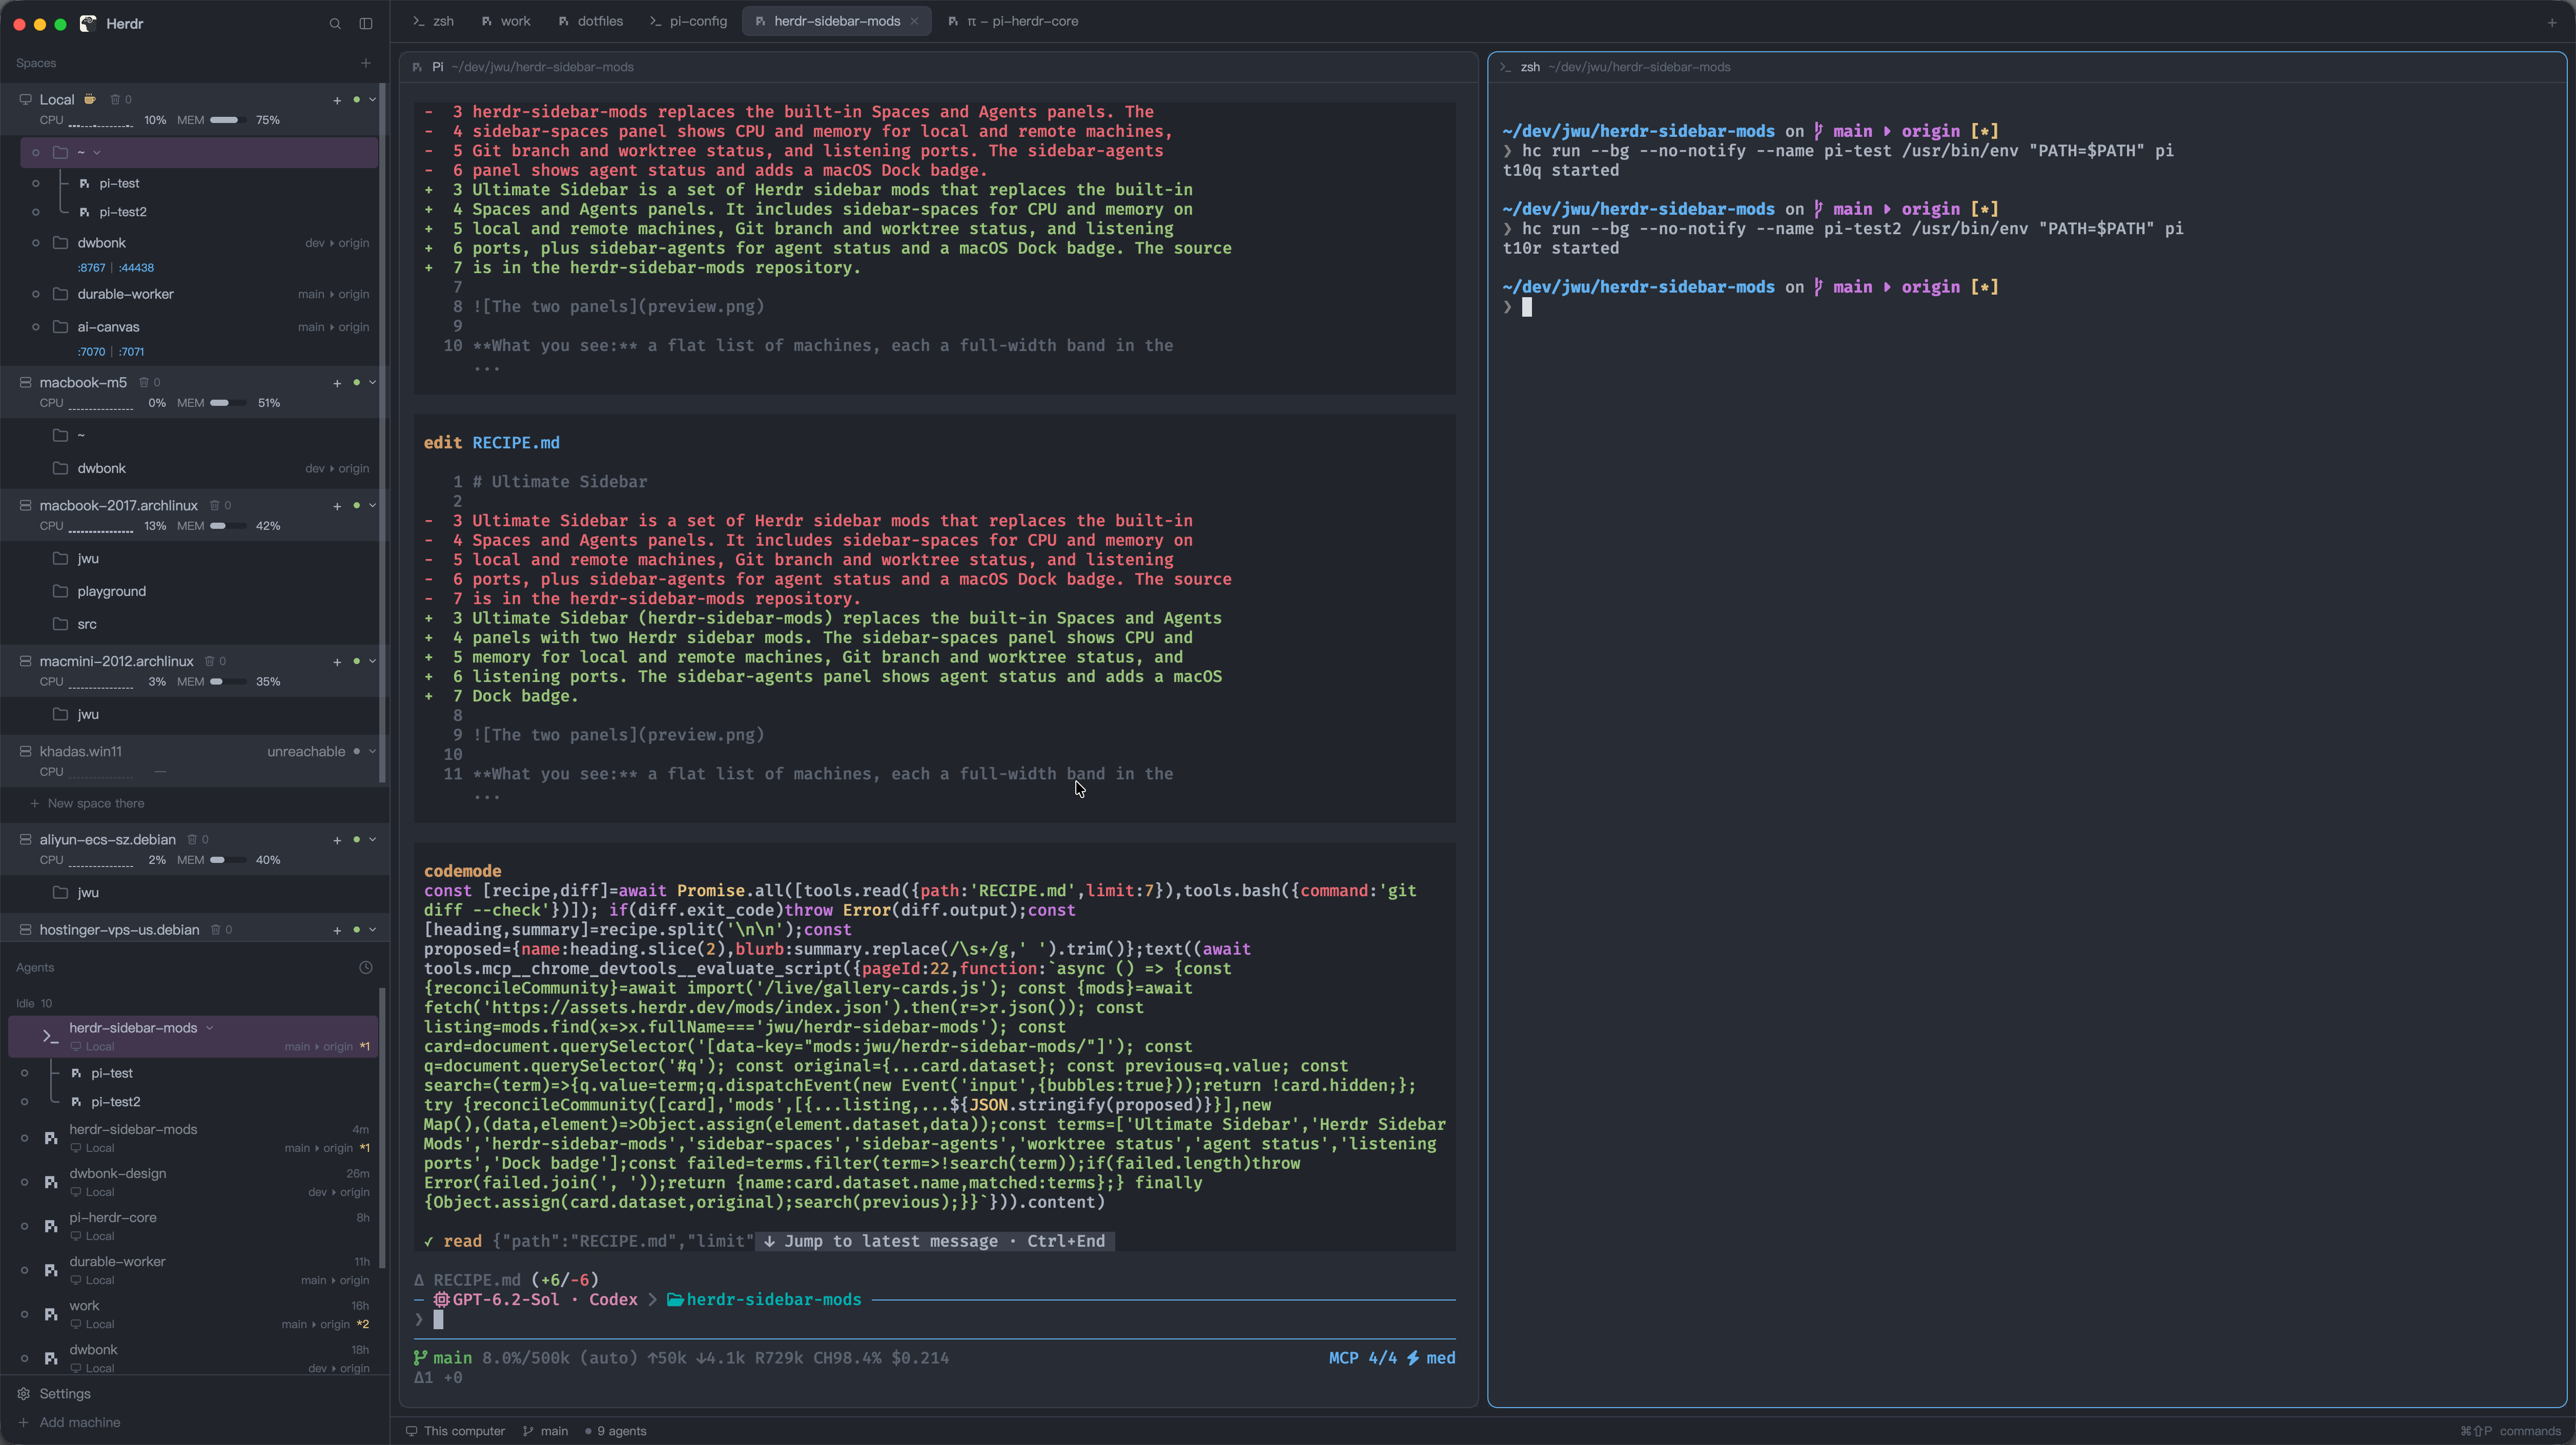 Herdr
Spaces
Local 0
CPU 10% MEM 75%
~
pi-test
pi-test2
dwbonk dev origin
:8767 | :44438
durable-worker main origin
ai-canvas main origin
:7070 | :7071
macbook-m5 0
CPU 0% MEM 51%
~
dwbonk dev origin
macbook-2017.archlinux 0
CPU 13% MEM 42%
jwu
playground
src
macmini-2012.archlinux 0
CPU 3% MEM 35%
jwu
khadas.win11 unreachable
CPU —
+ New space there
aliyun-ecs-sz.debian 0
CPU 2% MEM 40%
jwu
hostinger-vps-us.debian 0
Agents
Idle 10
herdr-sidebar-mods
Local main origin *1
pi-test
pi-test2
herdr-sidebar-mods 4m
Local main origin *1
dwbonk-design 26m
Local dev origin
pi-herdr-core 8h
Local
durable-worker 11h
Local main origin
work 16h
Local main origin *2
dwbonk 18h
Local dev origin
Settings
+ Add machine
zsh work dotfiles pi-config herdr-sidebar-mods × π - pi-herdr-core +
Pi ~/dev/jwu/herdr-sidebar-mods
- 3 herdr-sidebar-mods replaces the built-in Spaces and Agents panels. The
- 4 sidebar-spaces panel shows CPU and memory for local and remote machines,
- 5 Git branch and worktree status, and listening ports. The sidebar-agents
- 6 panel shows agent status and adds a macOS Dock badge.
+ 3 Ultimate Sidebar is a set of Herdr sidebar mods that replaces the built-in
+ 4 Spaces and Agents panels. It includes sidebar-spaces for CPU and memory on
+ 5 local and remote machines, Git branch and worktree status, and listening
+ 6 ports, plus sidebar-agents for agent status and a macOS Dock badge. The source
+ 7 is in the herdr-sidebar-mods repository.
7
8 ![The two panels](preview.png)
9
10 **What you see:** a flat list of machines, each a full-width band in the
...
edit RECIPE.md
1 # Ultimate Sidebar
2
- 3 Ultimate Sidebar is a set of Herdr sidebar mods that replaces the built-in
- 4 Spaces and Agents panels. It includes sidebar-spaces for CPU and memory on
- 5 local and remote machines, Git branch and worktree status, and listening
- 6 ports, plus sidebar-agents for agent status and a macOS Dock badge. The source
- 7 is in the herdr-sidebar-mods repository.
+ 3 Ultimate Sidebar (herdr-sidebar-mods) replaces the built-in Spaces and Agents
+ 4 panels with two Herdr sidebar mods. The sidebar-spaces panel shows CPU and
+ 5 memory for local and remote machines, Git branch and worktree status, and
+ 6 listening ports. The sidebar-agents panel shows agent status and adds a macOS
+ 7 Dock badge.
8
9 ![The two panels](preview.png)
10
11 **What you see:** a flat list of machines, each a full-width band in the
...
codemode
const [recipe,diff]=await Promise.all([tools.read({path:'RECIPE.md',limit:7}),tools.bash({command:'git
diff --check'})]); if(diff.exit_code)throw Error(diff.output);const
[heading,summary]=recipe.split('\n\n');const
proposed={name:heading.slice(2),blurb:summary.replace(/\s+/g,' ').trim()};text((await
tools.mcp__chrome_devtools__evaluate_script({pageId:22,function:`async () => {const
{reconcileCommunity}=await import('/live/gallery-cards.js'); const {mods}=await
fetch('https://assets.herdr.dev/mods/index.json').then(r=>r.json()); const
listing=mods.find(x=>x.fullName==='jwu/herdr-sidebar-mods'); const
card=document.querySelector('[data-key="mods:jwu/herdr-sidebar-mods/"]'); const
q=document.querySelector('#q'); const original={...card.dataset}; const previous=q.value; const
search=(term)=>{q.value=term;q.dispatchEvent(new Event('input',{bubbles:true}));return !card.hidden;};
try {reconcileCommunity([card],'mods',[{...listing,...${JSON.stringify(proposed)}}],new
Map(),(data,element)=>Object.assign(element.dataset,data));const terms=['Ultimate Sidebar','Herdr Sidebar
Mods','herdr-sidebar-mods','sidebar-spaces','sidebar-agents','worktree status','agent status','listening
ports','Dock badge'];const failed=terms.filter(term=>!search(term));if(failed.length)throw
Error(failed.join(', '));return {name:card.dataset.name,matched:terms};} finally
{Object.assign(card.dataset,original);search(previous);}}`})).content)
✓ read {"path":"RECIPE.md","limit" ↓ Jump to latest message · Ctrl+End
Δ RECIPE.md (+6/-6)
GPT-6.2-Sol · Codex herdr-sidebar-mods
❯
main 8.0%/500k (auto) ↑50k ↓4.1k R729k CH98.4% $0.214 MCP 4/4 med
Δ1 +0
zsh ~/dev/jwu/herdr-sidebar-mods
~/dev/jwu/herdr-sidebar-mods on main origin [*]
❯ hc run --bg --no-notify --name pi-test /usr/bin/env "PATH=$PATH" pi
t10q started
~/dev/jwu/herdr-sidebar-mods on main origin [*]
❯ hc run --bg --no-notify --name pi-test2 /usr/bin/env "PATH=$PATH" pi
t10r started
~/dev/jwu/herdr-sidebar-mods on main origin [*]
❯
This computer main 9 agents ⌘⇧P commands